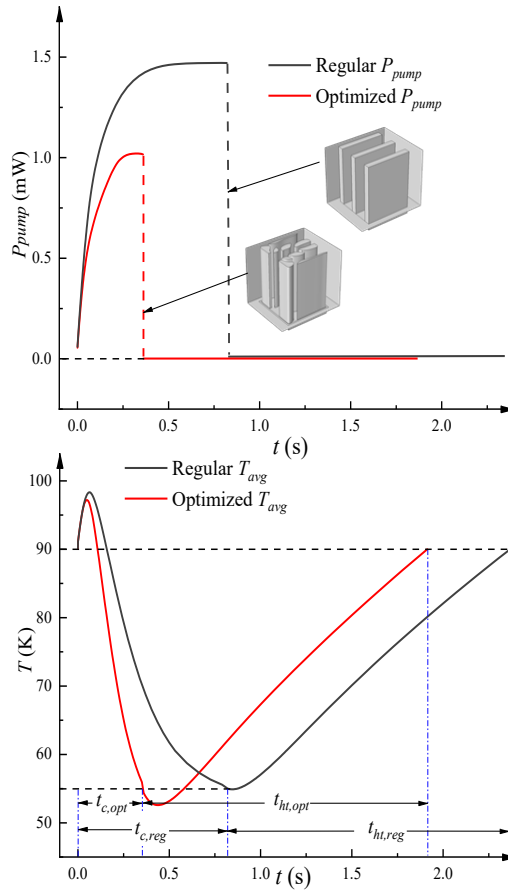 Regular P_pump
Optimized P_pump
1.5
1.0
0.5
0.0
P_pump (mW)
0.0 0.5 1.0 1.5 2.0
t (s)
Regular T_avg
Optimized T_avg
100
90
80
70
60
50
T (K)
t_c,opt t_ht,opt
t_c,reg t_ht,reg
0.0 0.5 1.0 1.5 2.0
t (s)